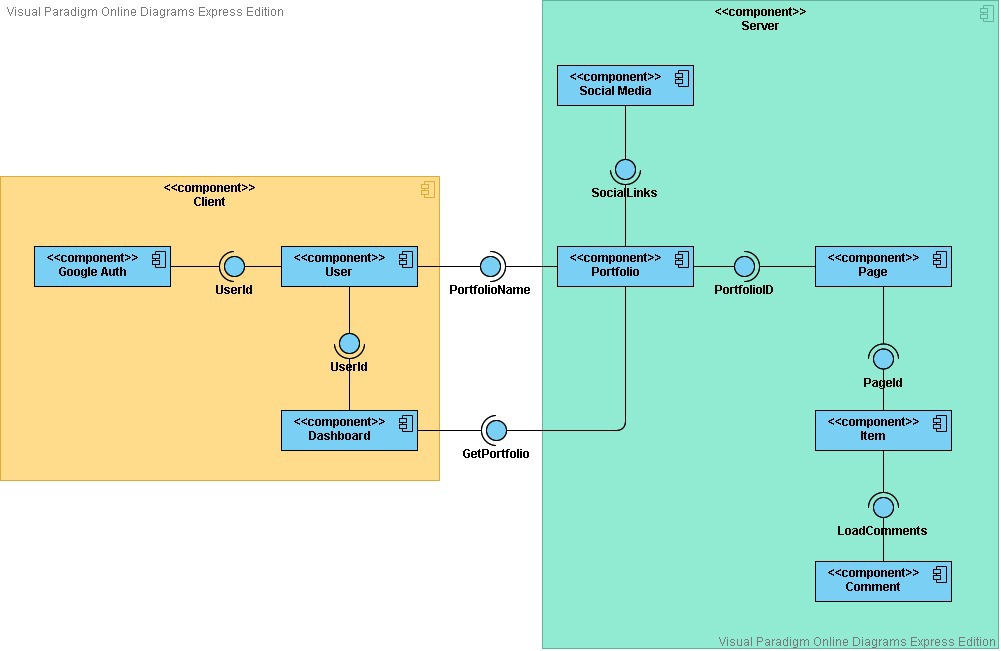 Visual Paradigm Online Diagrams Express Edition
<<component>>
Server
<<component>>
Social Media
SocialLinks
<<component>>
Client
<<component>>
Google Auth
UserId
<<component>>
User
PortfolioName
<<component>>
Portfolio
PortfolioID
<<component>>
Page
UserId
PageId
<<component>>
Dashboard
GetPortfolio
<<component>>
Item
LoadComments
<<component>>
Comment
Visual Paradigm Online Diagrams Express Edition